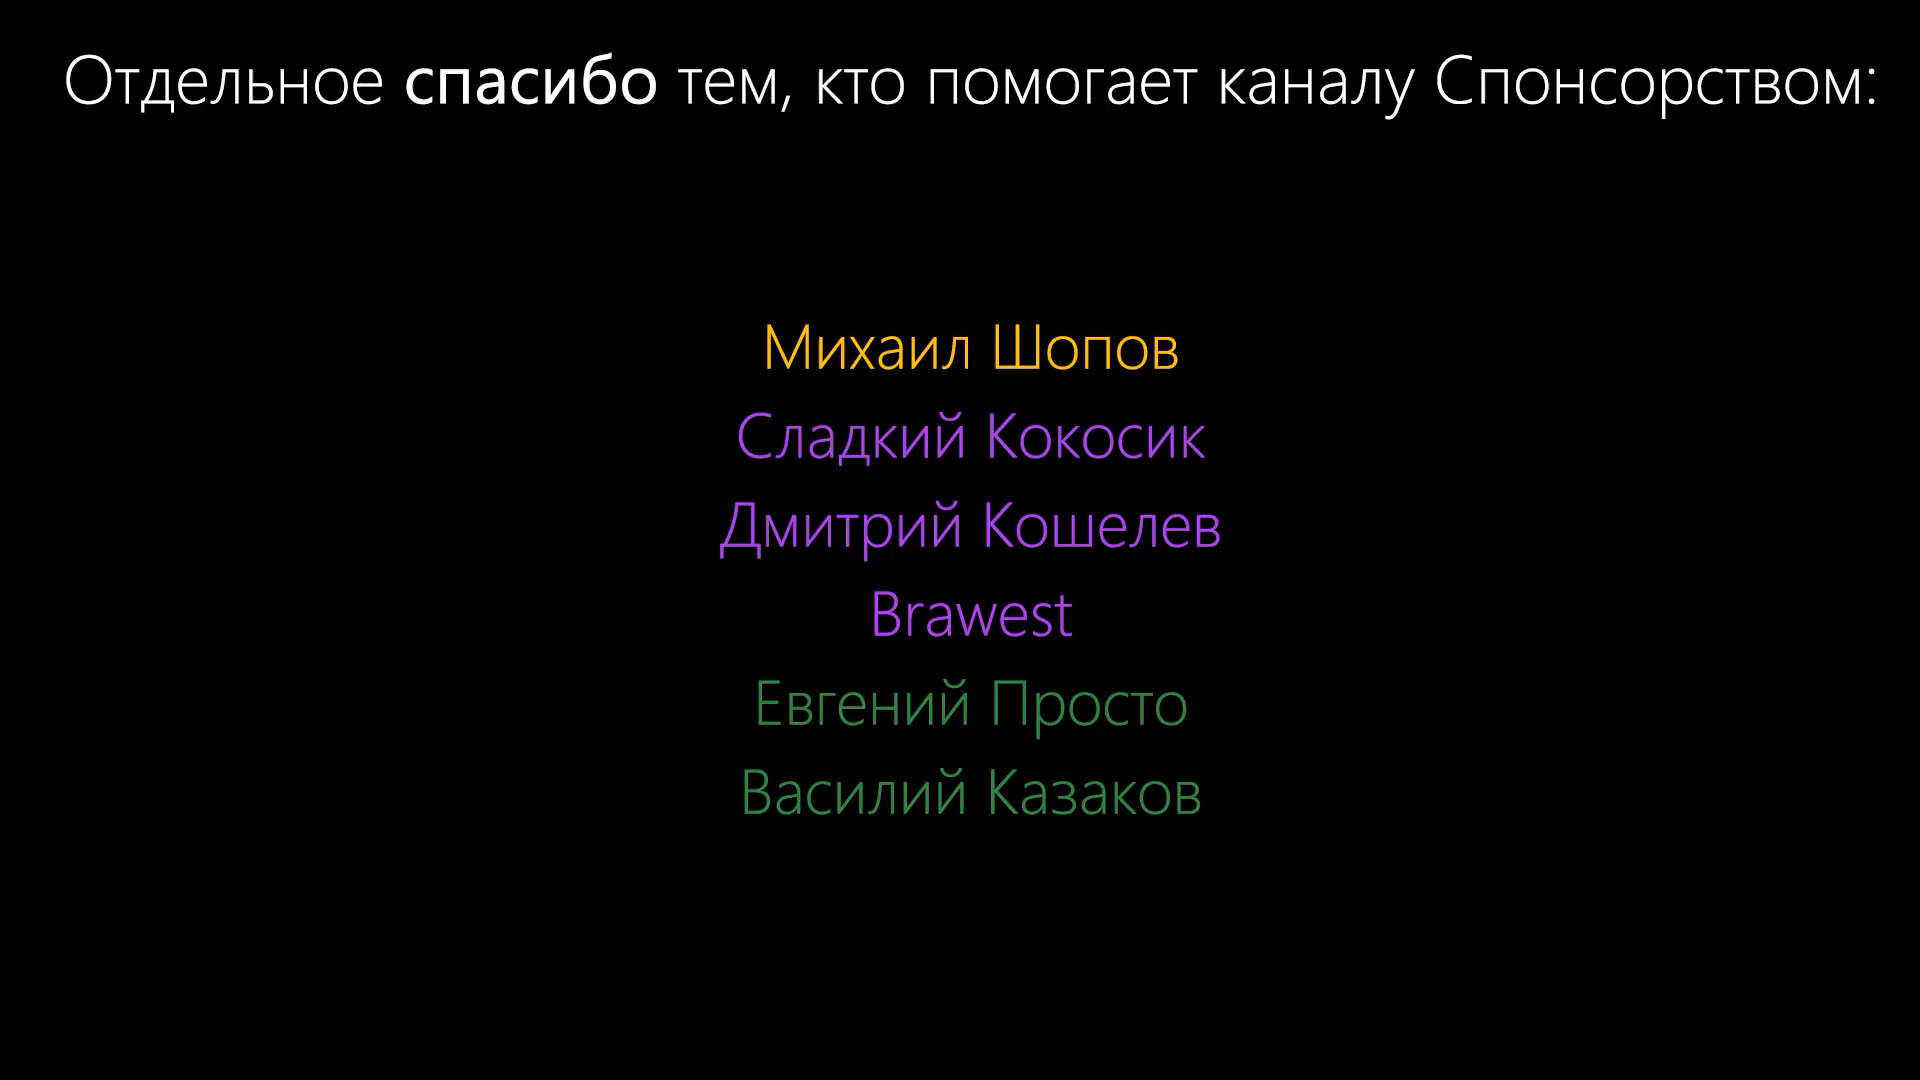 Отдельное спасибо тем, кто помогает каналу Спонсорством:
Михаил Шопов
Сладкий Кокосик
Дмитрий Кошелев
Brawest
Евгений Просто
Василий Казаков